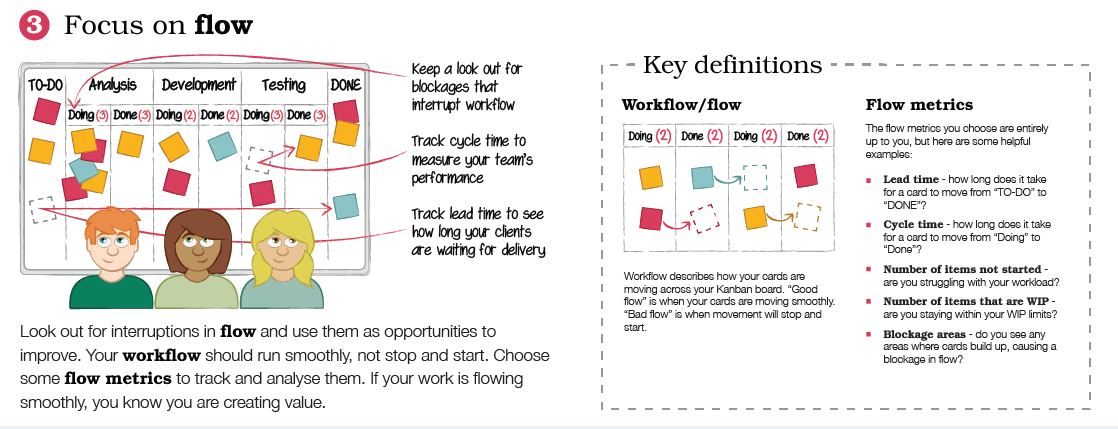 3 Focus on flow
TO-DO Analysis Development Testing DONE
Doing (3) Done (3) Doing (2) Done (2) Doing (3) Done (3)
Keep a look out for
blockages that
interrupt workflow
Track cycle time to
measure your team's
performance
Track lead time to see
how long your clients
are waiting for delivery
Look out for interruptions in flow and use them as opportunities to
improve. Your workflow should run smoothly, not stop and start. Choose
some flow metrics to track and analyse them. If your work is flowing
smoothly, you know you are creating value.
Key definitions
Workflow/flow
Doing (2) Done (2) Doing (2) Done (2)
Workflow describes how your cards are
moving across your Kanban board. “Good
flow” is when your cards are moving smoothly.
“Bad flow” is when movement will stop and
start.
Flow metrics
The flow metrics you choose are entirely
up to you, but here are some helpful
examples:
Lead time - how long does it take
for a card to move from “TO-DO” to
“DONE”?
Cycle time - how long does it take
for a card to move from “Doing” to
“Done”?
Number of items not started -
are you struggling with your workload?
Number of items that are WIP -
are you staying within your WIP limits?
Blockage areas - do you see any
areas where cards build up, causing a
blockage in flow?